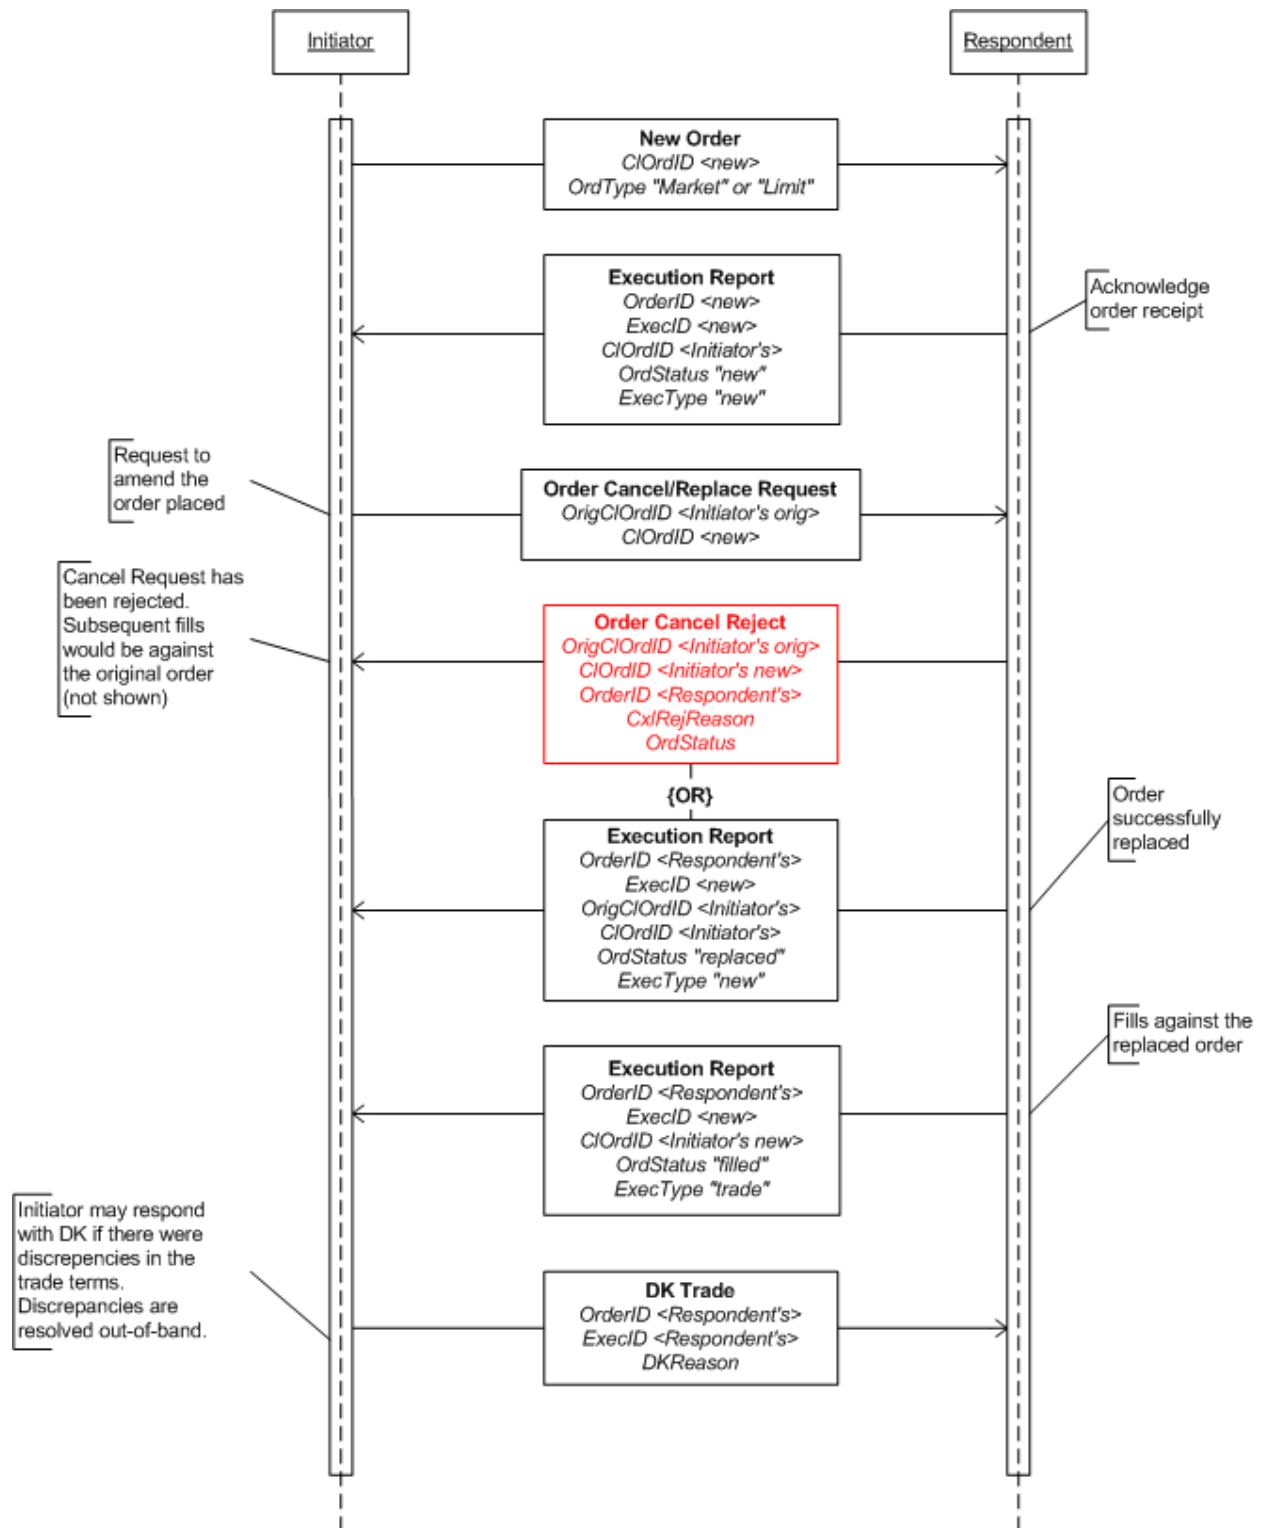 Initiator
Respondent
New Order
ClOrdID <new>
OrdType "Market" or "Limit"
Execution Report
OrderID <new>
ExecID <new>
ClOrdID <Initiator's>
OrdStatus "new"
ExecType "new"
Acknowledge
order receipt
Request to
amend the
order placed
Order Cancel/Replace Request
OrigClOrdID <Initiator's orig>
ClOrdID <new>
Cancel Request has
been rejected.
Subsequent fills
would be against
the original order
(not shown)
Order Cancel Reject
OrigClOrdID <Initiator's orig>
ClOrdID <Initiator's new>
OrderID <Respondent's>
CxlRejReason
OrdStatus
{OR}
Execution Report
OrderID <Respondent's>
ExecID <new>
OrigClOrdID <Initiator's>
ClOrdID <Initiator's>
OrdStatus "replaced"
ExecType "new"
Order
successfully
replaced
Execution Report
OrderID <Respondent's>
ExecID <new>
ClOrdID <Initiator's new>
OrdStatus "filled"
ExecType "trade"
Fills against the
replaced order
Initiator may respond
with DK if there were
discrepencies in the
trade terms.
Discrepancies are
resolved out-of-band.
DK Trade
OrderID <Respondent's>
ExecID <Respondent's>
DKReason